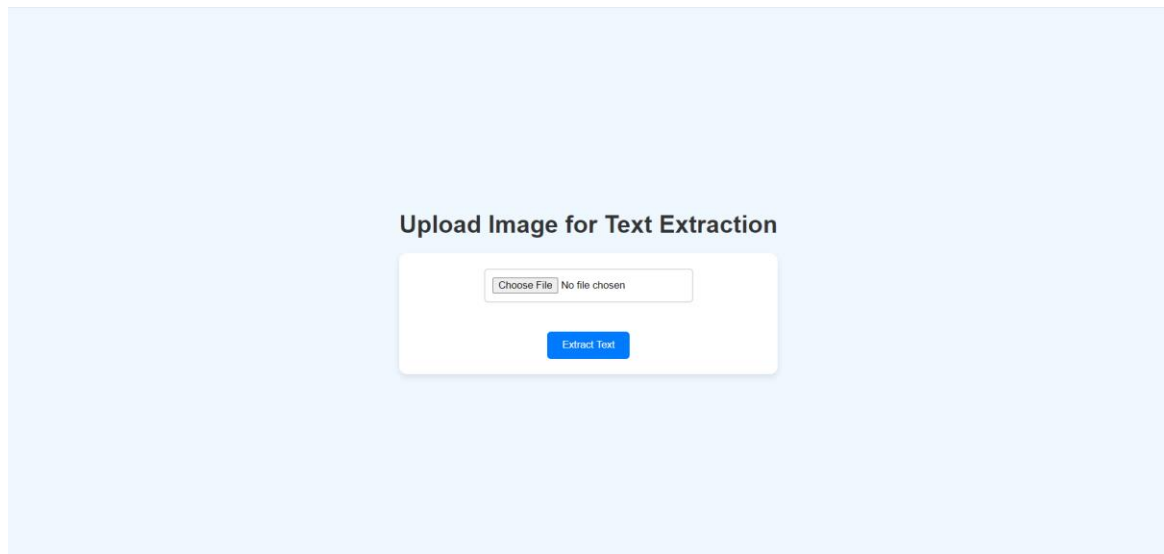 Upload Image for Text Extraction
Choose File No file chosen
Extract Text